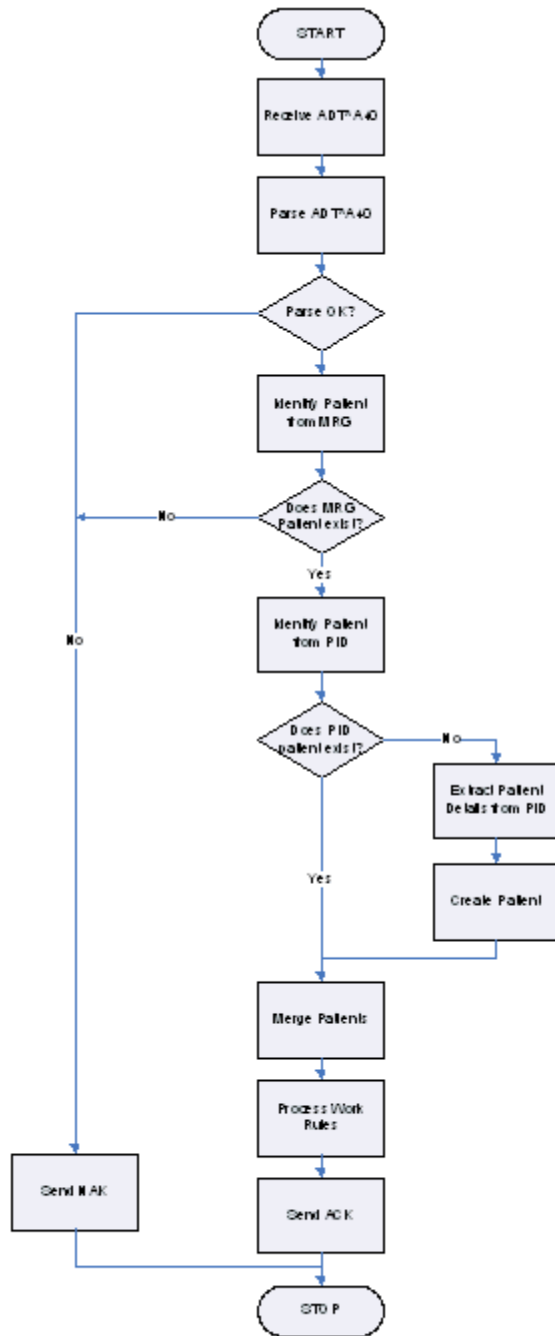 START
Receive ADT^A40
Parse ADT^A40
Parse OK?
Identify Patient
from MRG
Does MRG
Patient exist?
No
Yes
Identify Patient
from PID
No
Does PID
patient exist?
No
Extract Patient
Details from PID
Yes
Create Patient
Merge Patients
Process Work
Rules
Send NAK
Send ACK
STOP